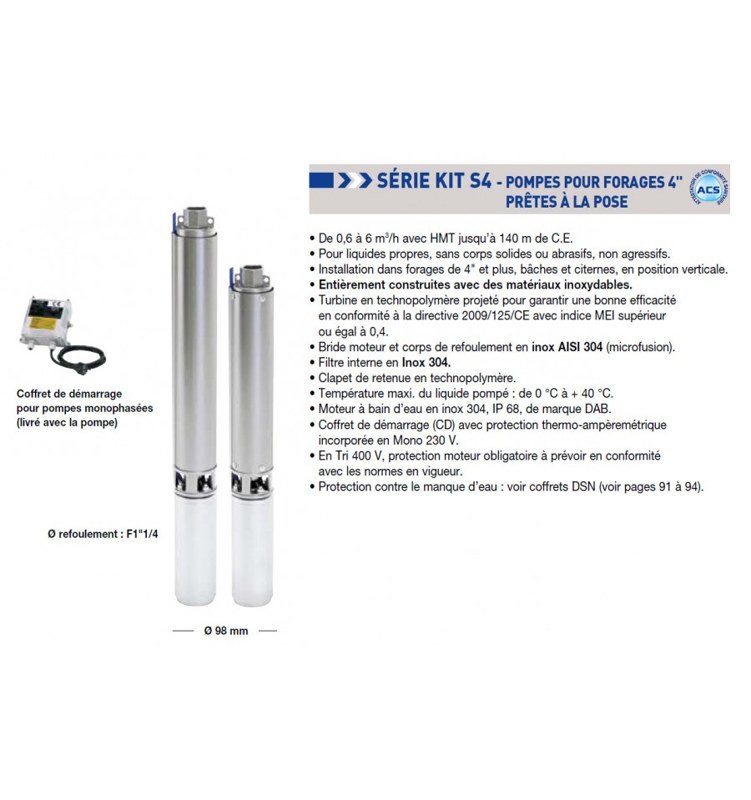 SÉRIE KIT S4 - POMPES POUR FORAGES 4"
PRÊTES À LA POSE
ATTESTATION DE CONFORMITÉ SANITAIRE
ACS
• De 0,6 à 6 m³/h avec HMT jusqu'à 140 m de C.E.
• Pour liquides propres, sans corps solides ou abrasifs, non agressifs.
• Installation dans forages de 4" et plus, bâches et citernes, en position verticale.
• Entièrement construites avec des matériaux inoxydables.
• Turbine en technopolymère projeté pour garantir une bonne efficacité
en conformité à la directive 2009/125/CE avec indice MEI supérieur
ou égal à 0,4.
• Bride moteur et corps de refoulement en inox AISI 304 (microfusion).
• Filtre interne en Inox 304.
• Clapet de retenue en technopolymère.
• Température maxi. du liquide pompé : de 0 °C à + 40 °C.
• Moteur à bain d'eau en inox 304, IP 68, de marque DAB.
• Coffret de démarrage (CD) avec protection thermo-ampèremétrique
incorporée en Mono 230 V.
• En Tri 400 V, protection moteur obligatoire à prévoir en conformité
avec les normes en vigueur.
• Protection contre le manque d'eau : voir coffrets DSN (voir pages 91 à 94).
Coffret de démarrage
pour pompes monophasées
(livré avec la pompe)
Ø refoulement : F1"1/4
Ø 98 mm